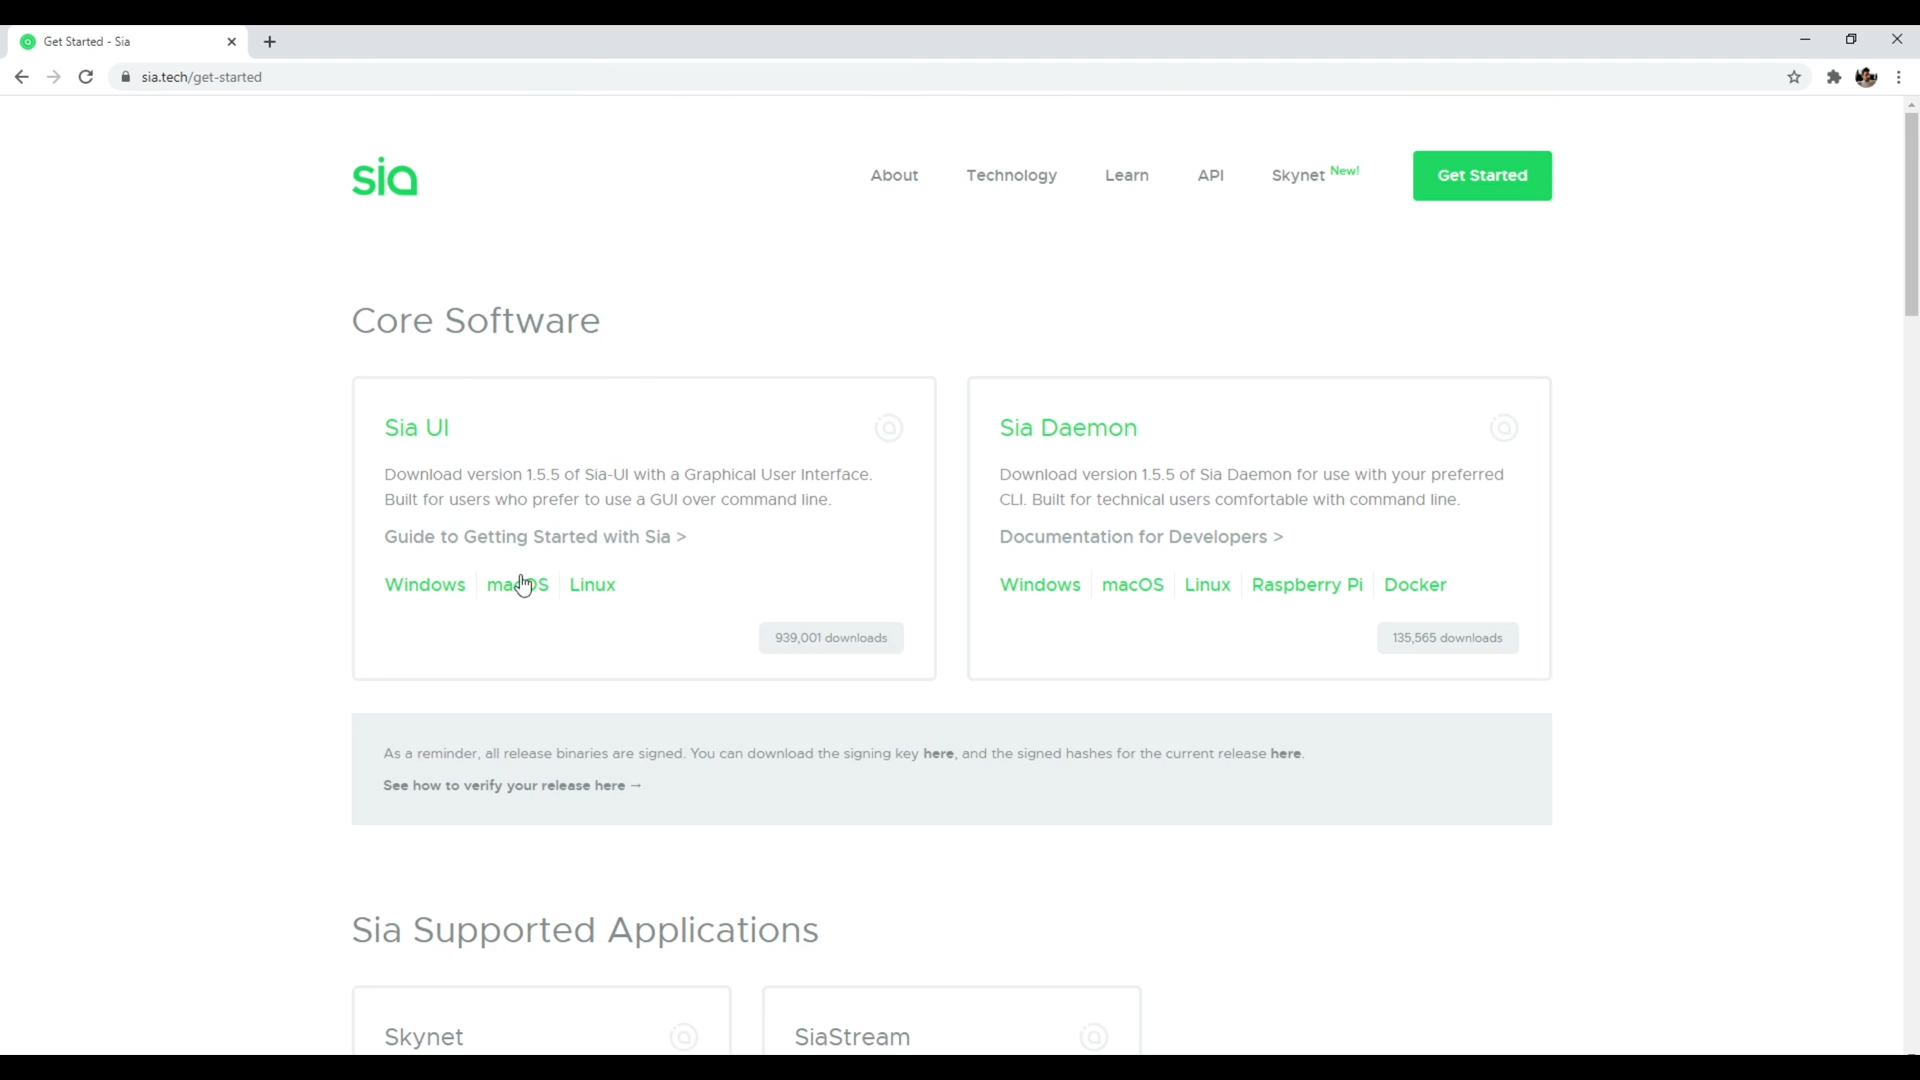 Get Started - Sia
sia.tech/get-started
sia
About
Technology
Learn
API
Skynet New!
Get Started
Core Software
Sia UI
Download version 1.5.5 of Sia-UI with a Graphical User Interface.
Built for users who prefer to use a GUI over command line.
Guide to Getting Started with Sia >
Windows
macOS
Linux
939,001 downloads
Sia Daemon
Download version 1.5.5 of Sia Daemon for use with your preferred
CLI. Built for technical users comfortable with command line.
Documentation for Developers >
Windows
macOS
Linux
Raspberry Pi
Docker
135,565 downloads
As a reminder, all release binaries are signed. You can download the signing key here, and the signed hashes for the current release here.
See how to verify your release here →
Sia Supported Applications
Skynet
SiaStream